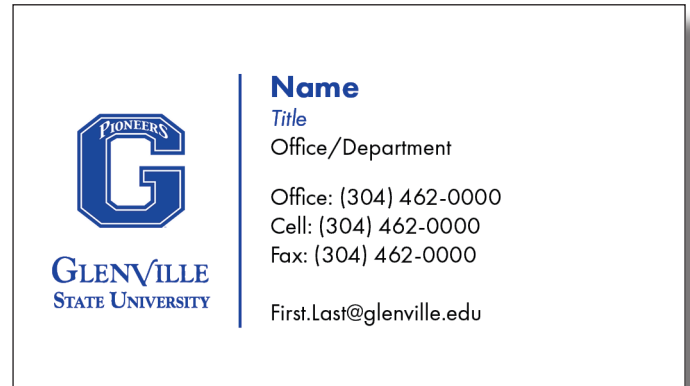 PIONEERS
G
GLENVILLE
STATE UNIVERSITY
Name
Title
Office/Department
Office: (304) 462-0000
Cell: (304) 462-0000
Fax: (304) 462-0000
First.Last@glenville.edu